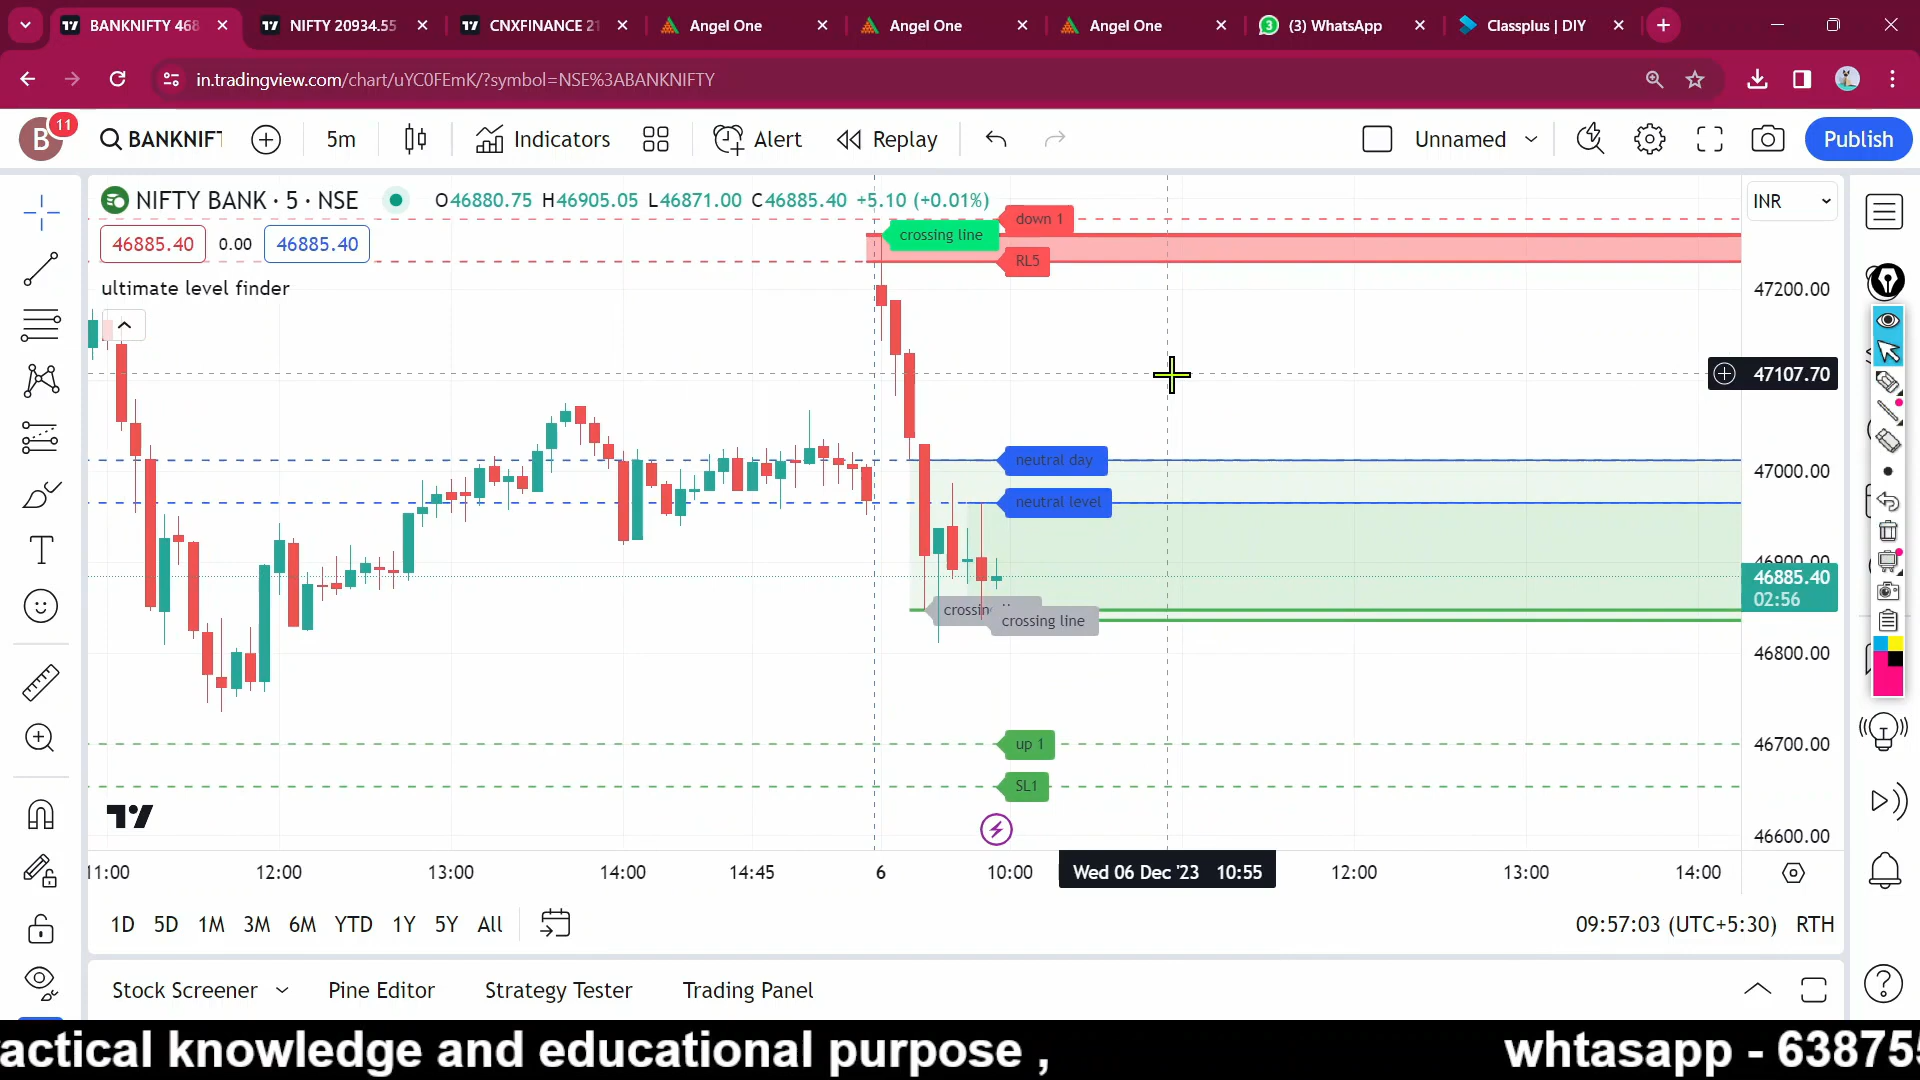 BANKNIFTY 468
NIFTY 20934.55
CNXFINANCE 21
Angel One
Angel One
Angel One
(3) WhatsApp
Classplus | DIY
in.tradingview.com/chart/uYC0FEmK/?symbol=NSE%3ABANKNIFTY
B
11
BANKNIFT
5m
Indicators
Alert
Replay
Unnamed
Publish
NIFTY BANK · 5 · NSE
O46880.75 H46905.05 L46871.00 C46885.40 +5.10 (+0.01%)
INR
46885.40
0.00
46885.40
ultimate level finder
down 1
crossing line
RL5
47200.00
47107.70
neutral day
47000.00
neutral level
46885.40
02:56
crossing line
46800.00
up 1
46700.00
SL1
46600.00
11:00
12:00
13:00
14:00
14:45
6
10:00
Wed 06 Dec '23 10:55
12:00
13:00
14:00
1D
5D
1M
3M
6M
YTD
1Y
5Y
All
09:57:03 (UTC+5:30)
RTH
Stock Screener
Pine Editor
Strategy Tester
Trading Panel
actical knowledge and educational purpose ,
whtasapp - 63875